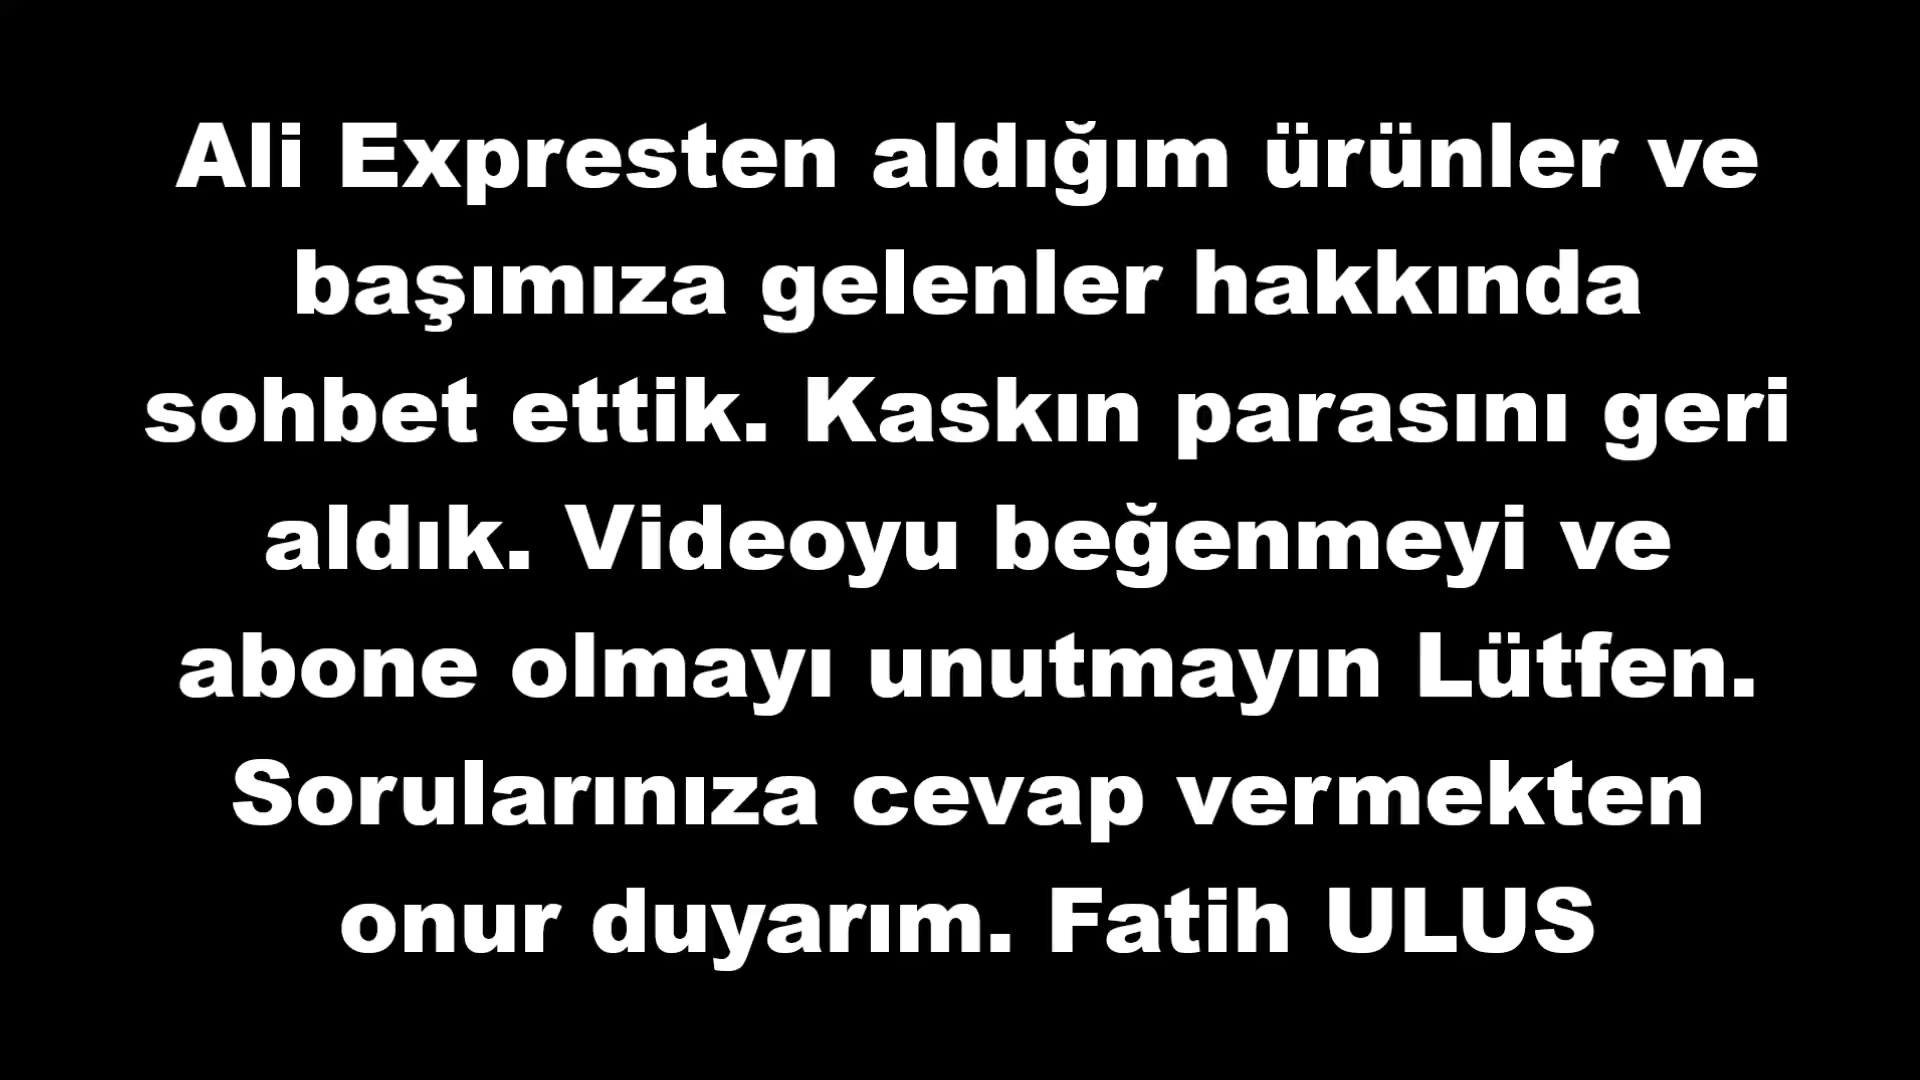 Ali Expresten aldığım ürünler ve
başımıza gelenler hakkında
sohbet ettik. Kaskın parasını geri
aldık. Videoyu beğenmeyi ve
abone olmayı unutmayın Lütfen.
Sorularınıza cevap vermekten
onur duyarım. Fatih ULUS